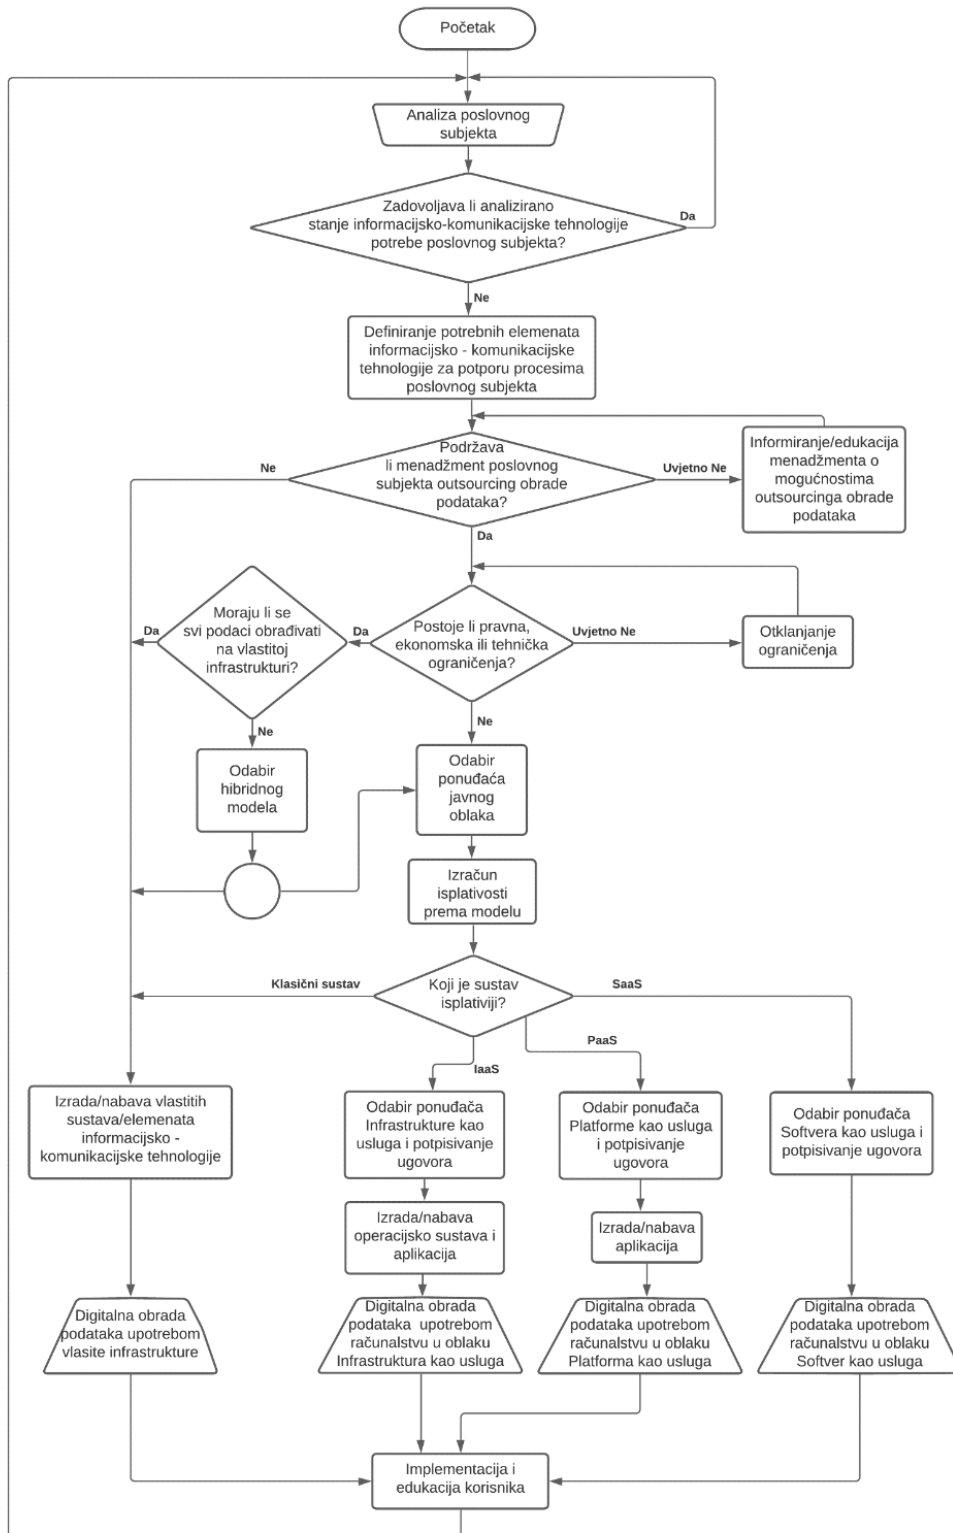 Početak
Analiza poslovnog
subjekta
Zadovoljava li analizirano
stanje informacijsko-komunikacijske tehnologije
potrebe poslovnog subjekta?
Da
Ne
Definiranje potrebnih elemenata
informacijsko - komunikacijske
tehnologije za potporu procesima
poslovnog subjekta
Podržava
li menadžment poslovnog
subjekta outsourcing obrade
podataka?
Ne
Uvjetno Ne
Informiranje/edukacija
menadžmenta o
mogućnostima
outsourcinga obrade
podataka
Da
Moraju li se
svi podaci obrađivati
na vlastitoj
infrastrukturi?
Da
Da
Postoje li pravna,
ekonomska ili tehnička
ograničenja?
Uvjetno Ne
Otklanjanje
ograničenja
Ne
Ne
Odabir
hibridnog
modela
Odabir
ponuđaća
javnog
oblaka
Izračun
isplativosti
prema modelu
Klasični sustav
Koji je sustav
isplativiji?
SaaS
PaaS
IaaS
Izrada/nabava vlastitih
sustava/elemenata
informacijsko -
komunikacijske tehnologije
Odabir ponuđača
Infrastrukture kao
usluga i potpisivanje
ugovora
Odabir ponuđača
Platforme kao usluga
i potpisivanje
ugovora
Odabir ponuđača
Softvera kao usluga i
potpisivanje ugovora
Izrada/nabava
operacijsko sustava i
aplikacija
Izrada/nabava
aplikacija
Digitalna obrada
podataka upotrebom
vlasite infrastrukture
Digitalna obrada
podataka upotrebom
računalstvu u oblaku
Infrastruktura kao usluga
Digitalna obrada
podataka upotrebom
računalstvu u oblaku
Platforma kao usluga
Digitalna obrada
podataka upotrebom
računalstvu u oblaku
Softver kao usluga
Implementacija i
edukacija korisnika